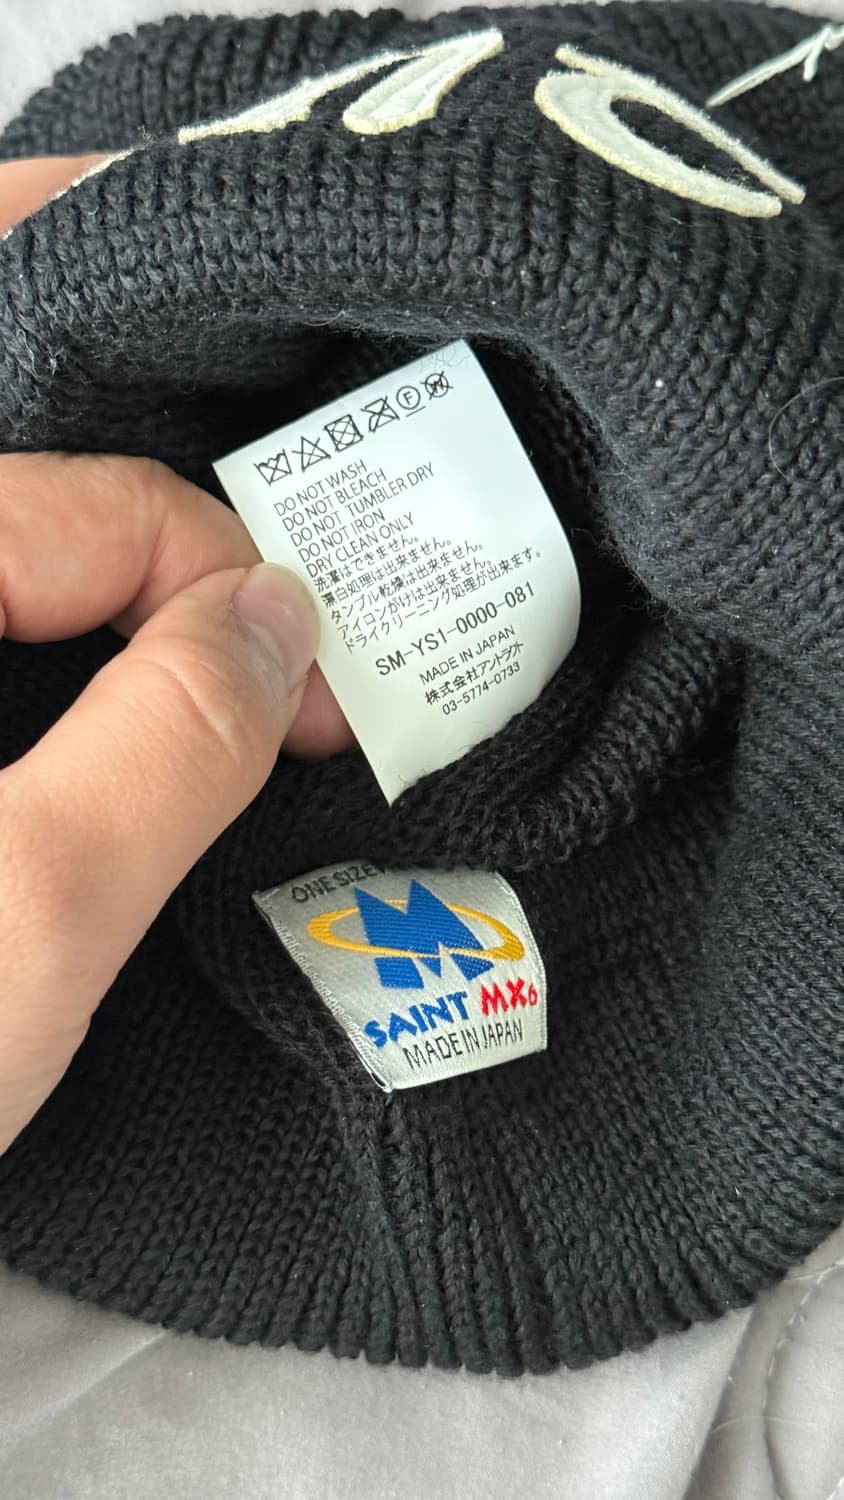 F
W
DO NOT WASH
DO NOT BLEACH
DO NOT TUMBLER DRY
DO NOT IRON
DRY CLEAN ONLY
洗濯はできません。
漂白処理は出来ません。
タンブル乾燥は出来ません。
アイロンがけは出来ません。
ドライクリーニング処理が出来ます。
SM-YS1-0000-081
MADE IN JAPAN
株式会社アントラクト
03-5774-0733
ONE SIZE
M
SAINT MX6
MADE IN JAPAN